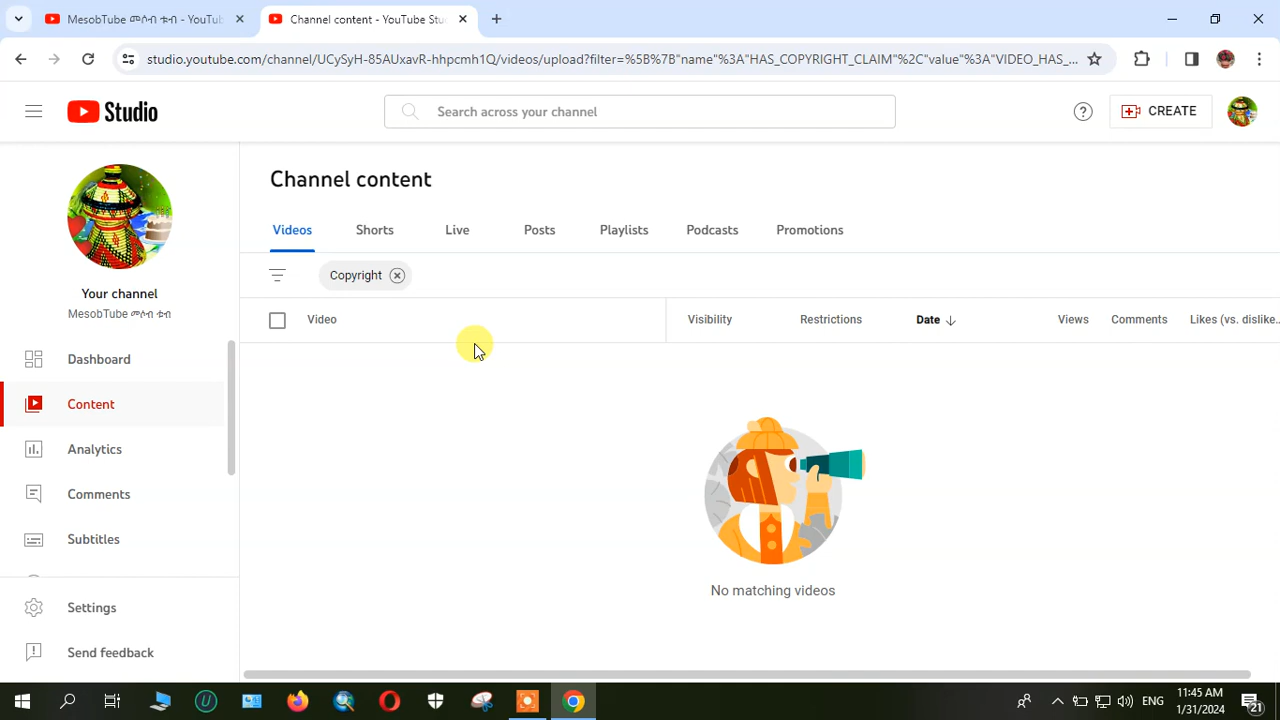 MesobTube መሶብ ቱብ - YouTub
Channel content - YouTube Stu
studio.youtube.com/channel/UCySyH-85AUxavR-hhpcmh1Q/videos/upload?filter=%5B%7B"name"%3A"HAS_COPYRIGHT_CLAIM"%2C"value"%3A"VIDEO_HAS_...
Studio
Search across your channel
CREATE
Your channel
MesobTube መሶብ ቱብ
Dashboard
Content
Analytics
Comments
Subtitles
Settings
Send feedback
Channel content
Videos Shorts Live Posts Playlists Podcasts Promotions
Copyright
Video Visibility Restrictions Date Views Comments Likes (vs. dislike...
No matching videos
ENG
11:45 AM
1/31/2024
21